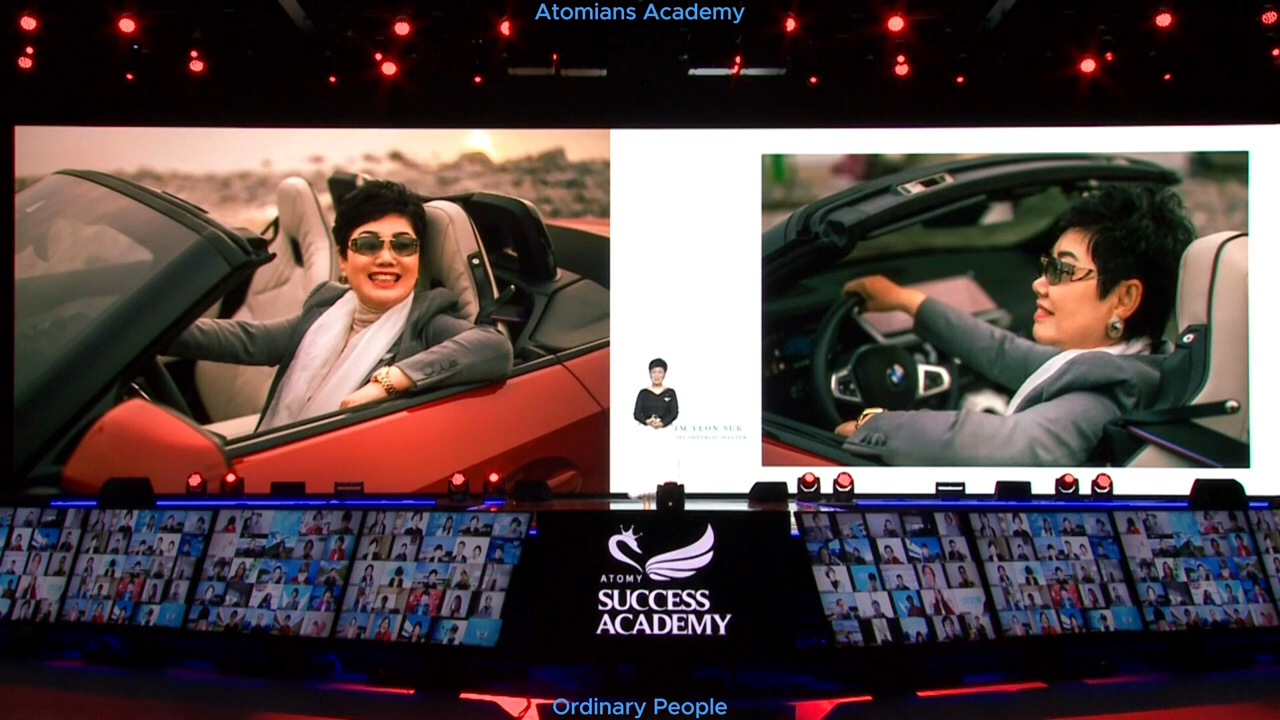 Atomians Academy
IM YEON SUK
ATOMY
SUCCESS
ACADEMY
Ordinary People